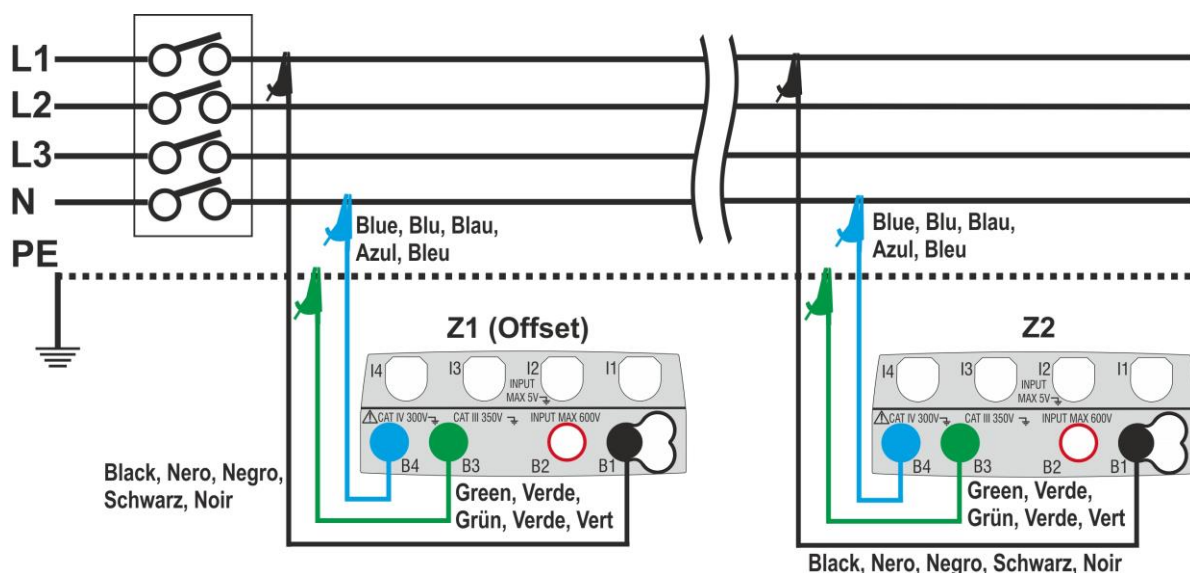 L1
L2
L3
N
PE
Blue, Blu, Blau,
Azul, Bleu
Blue, Blu, Blau,
Azul, Bleu
Z1 (Offset)
I4 I3 I2 I1
INPUT
MAX 5V
CAT IV 300V CAT III 350V INPUT MAX 600V
B4 B3 B2 B1
Black, Nero, Negro,
Schwarz, Noir
Green, Verde,
Grün, Verde, Vert
Z2
I4 I3 I2 I1
INPUT
MAX 5V
CAT IV 300V CAT III 350V INPUT MAX 600V
B4 B3 B2 B1
Green, Verde,
Grün, Verde, Vert
Black, Nero, Negro, Schwarz, Noir